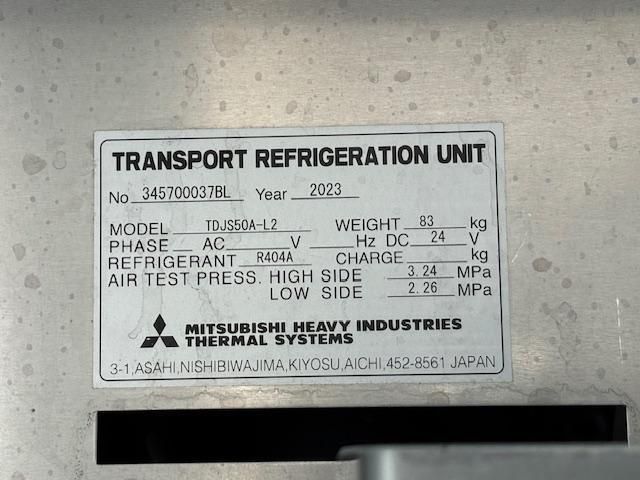 TRANSPORT REFRIGERATION UNIT
No 345700037BL Year 2023
MODEL TDJS50A-L2 WEIGHT 83 kg
PHASE AC V Hz DC 24 V
REFRIGERANT R404A CHARGE kg
AIR TEST PRESS. HIGH SIDE 3.24 MPa
LOW SIDE 2.26 MPa
MITSUBISHI HEAVY INDUSTRIES
THERMAL SYSTEMS
3-1,ASAHI,NISHIBIWAJIMA,KIYOSU,AICHI,452-8561 JAPAN